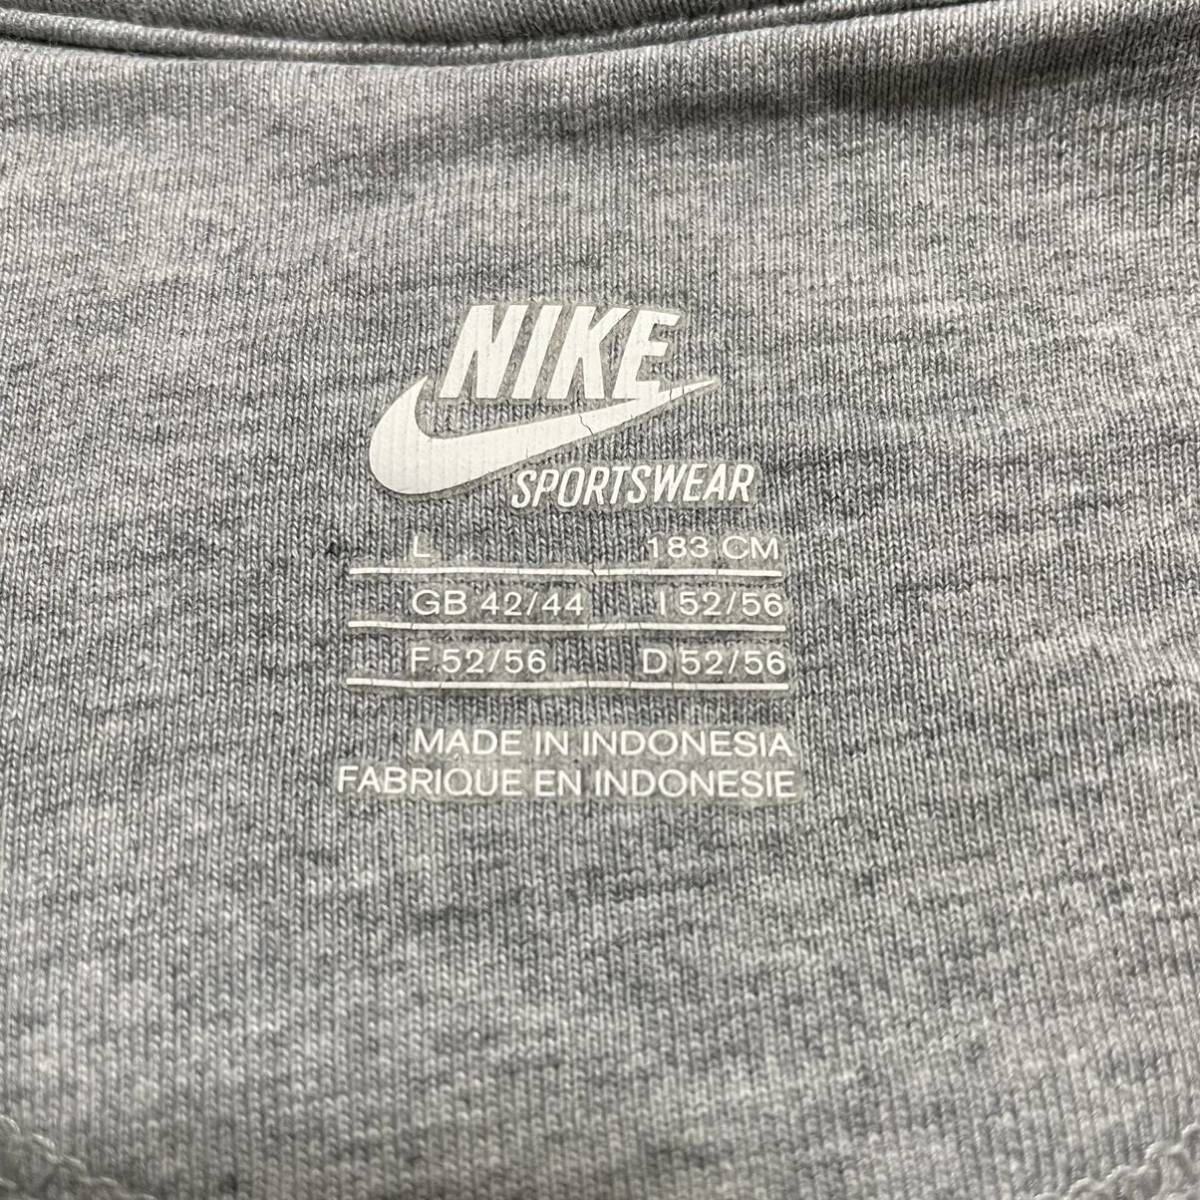 NIKE
SPORTSWEAR
L 183 CM
GB 42/44 I 52/56
F 52/56 D 52/56
MADE IN INDONESIA
FABRIQUE EN INDONESIE